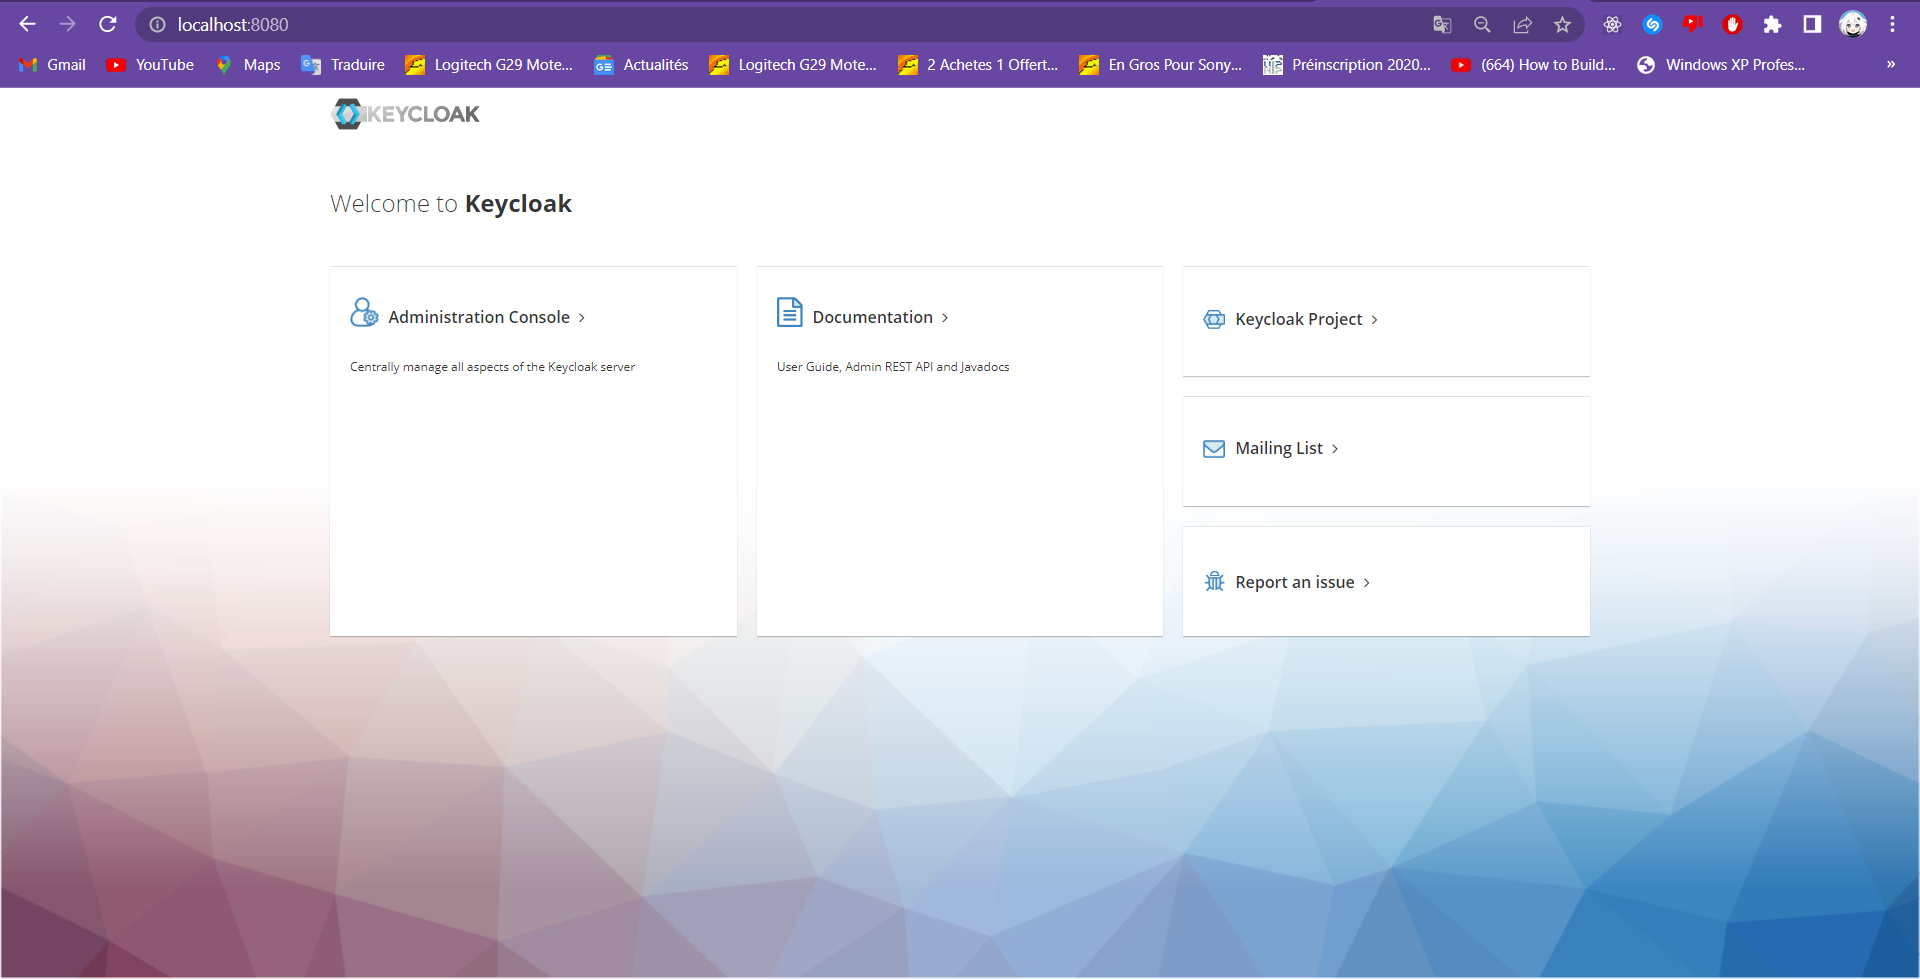 localhost:8080
Gmail
YouTube
Maps
Traduire
Logitech G29 Mote...
Actualités
Logitech G29 Mote...
2 Achetes 1 Offert...
En Gros Pour Sony...
Préinscription 2020...
(664) How to Build...
Windows XP Profes...
»
KEYCLOAK
Welcome to Keycloak
Administration Console
Centrally manage all aspects of the Keycloak server
Documentation
User Guide, Admin REST API and Javadocs
Keycloak Project
Mailing List
Report an issue